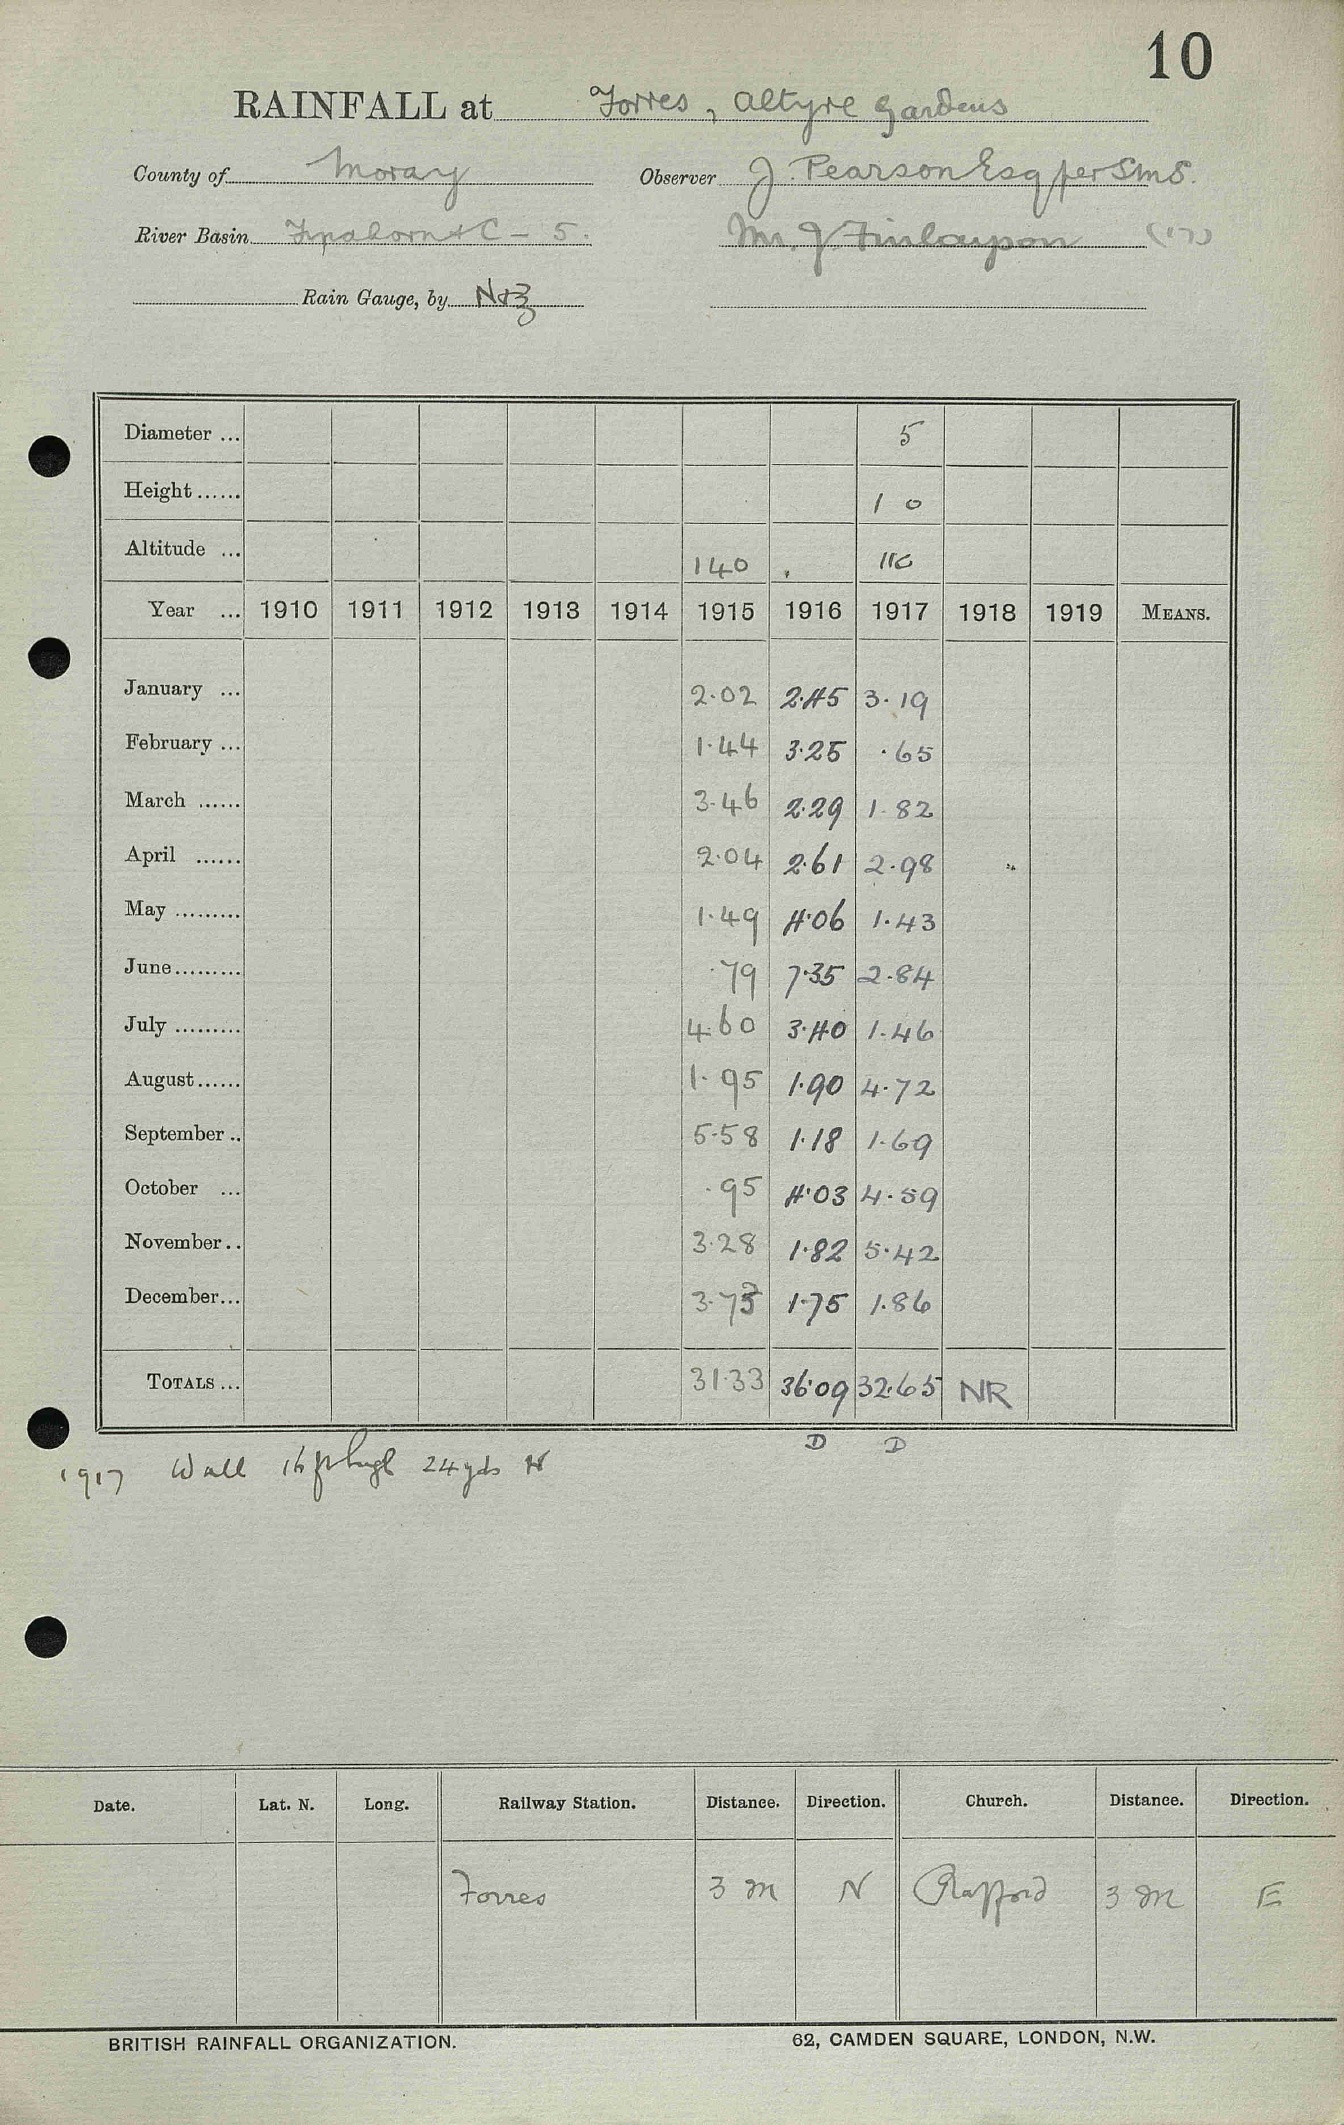 10
RAINFALL at Forres, Altyre Gardens
County of Moray Observer J. Pearson Esq per SMS.
River Basin Findhorn &C - 5. Mr. J. Finlayson ('17)
Rain Gauge, by N&Z
Diameter ... 5
Height ...... 1 0
Altitude ... 140 110
Year ... 1910 1911 1912 1913 1914 1915 1916 1917 1918 1919 MEANS.
January ... 2.02 2.45 3.19
February ... 1.44 3.25 .65
March ...... 3.46 2.29 1.82
April ...... 2.04 2.61 2.98
May ......... 1.49 4.06 1.43
June ......... .79 7.35 2.84
July ......... 4.60 3.40 1.46
August ...... 1.95 1.90 4.72
September .. 5.58 1.18 1.69
October ... .95 4.03 4.59
November .. 3.28 1.82 5.42
December ... 3.73 1.75 1.86
TOTALS ... 31.33 36.09 32.65 NR
D D
1917 Wall 16 ft high 24 yds N
Date. Lat. N. Long. Railway Station. Distance. Direction. Church. Distance. Direction.
Forres 3 M N Rafford 3 M E
BRITISH RAINFALL ORGANIZATION. 62, CAMDEN SQUARE, LONDON, N.W.